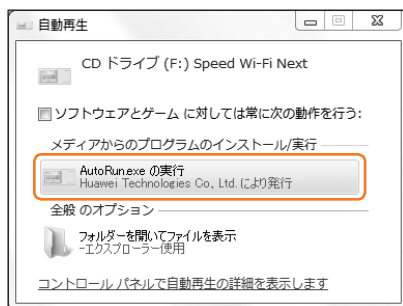 自動再生
CD ドライブ (F:) Speed Wi-Fi Next
ソフトウェアとゲーム に対しては常に次の動作を行う:
メディアからのプログラムのインストール/実行
AutoRun.exe の実行
Huawei Technologies Co., Ltd. により発行
全般 のオプション
フォルダーを開いてファイルを表示
-エクスプローラー使用
コントロール パネルで自動再生の詳細を表示します